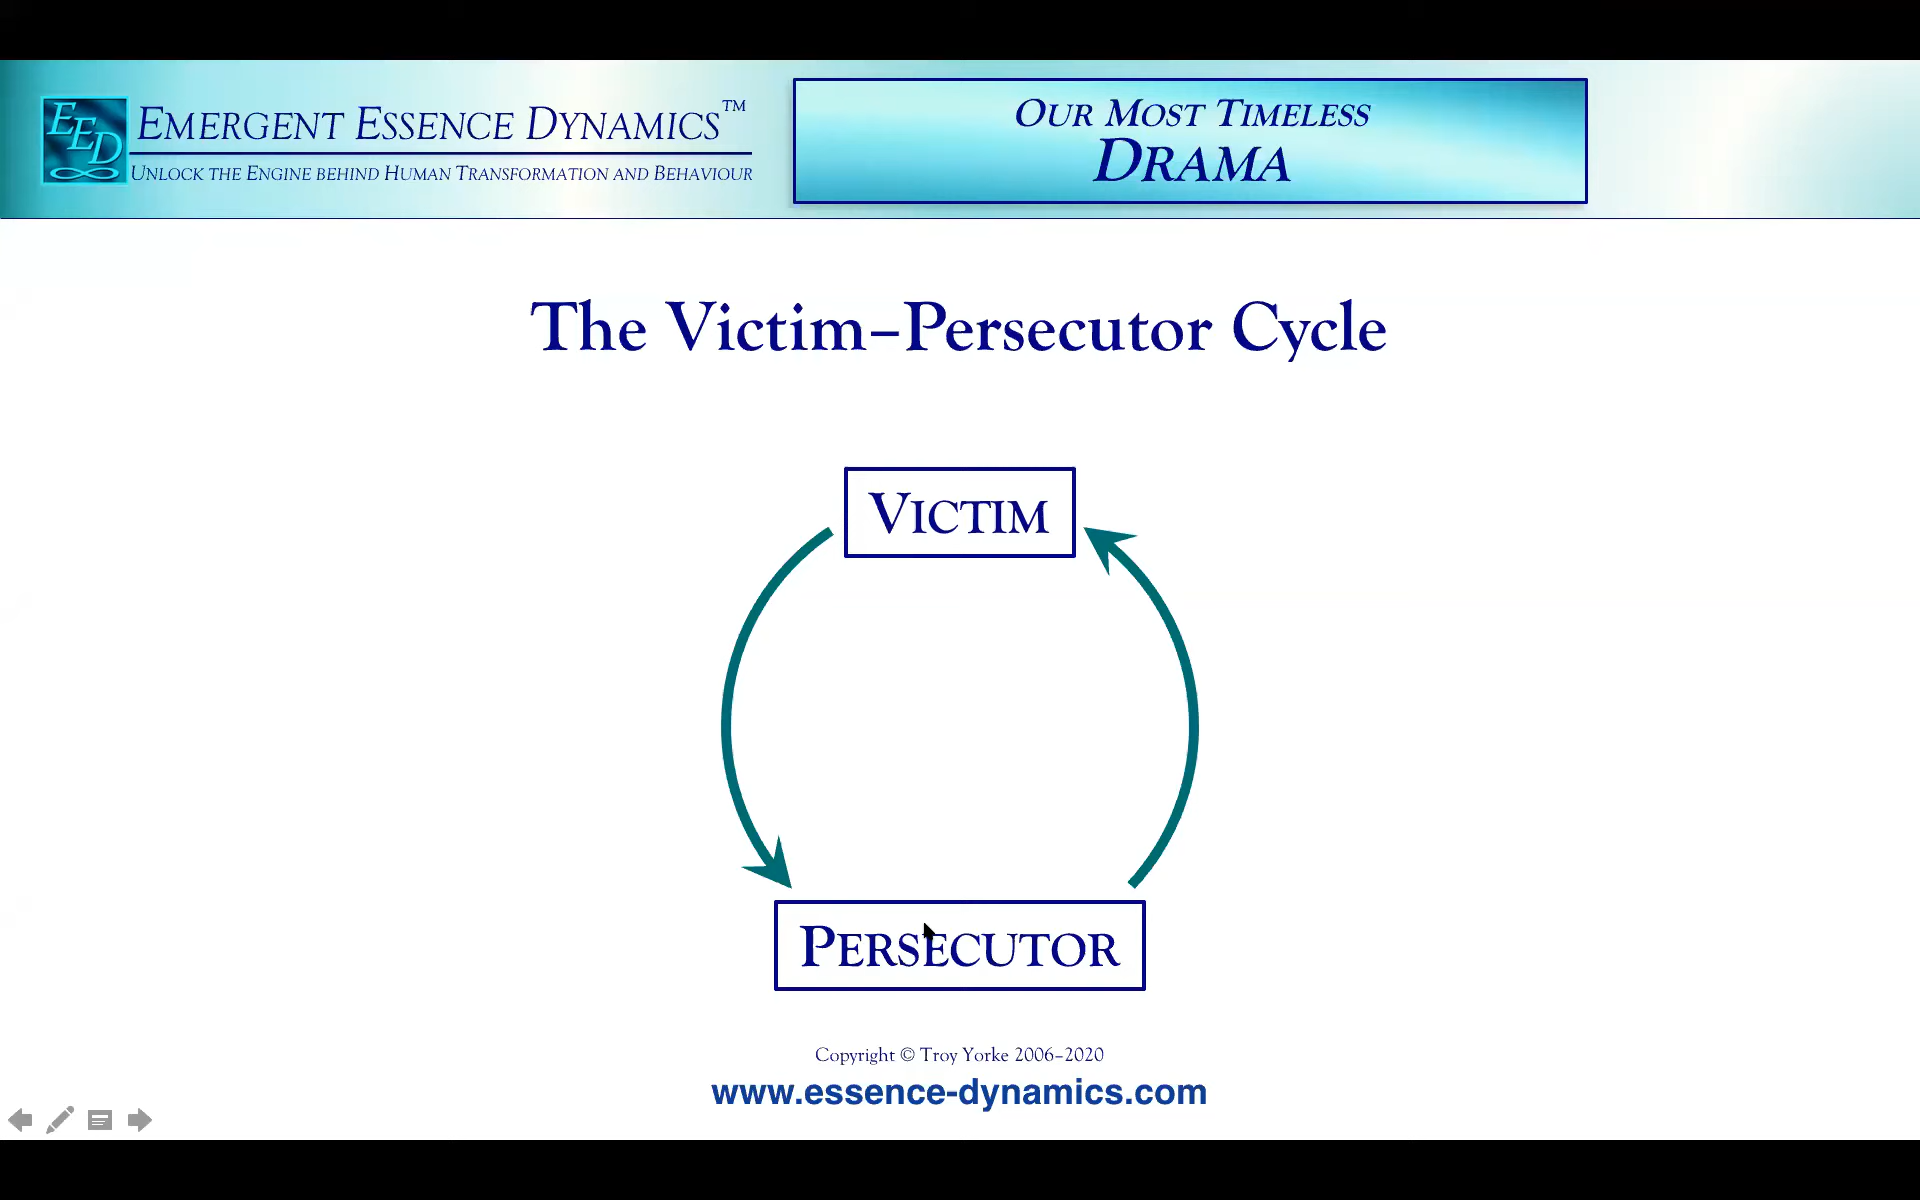 EED
EMERGENT ESSENCE DYNAMICS™
UNLOCK THE ENGINE BEHIND HUMAN TRANSFORMATION AND BEHAVIOUR
OUR MOST TIMELESS
DRAMA
The Victim–Persecutor Cycle
VICTIM
PERSECUTOR
Copyright © Troy Yorke 2006–2020
www.essence-dynamics.com